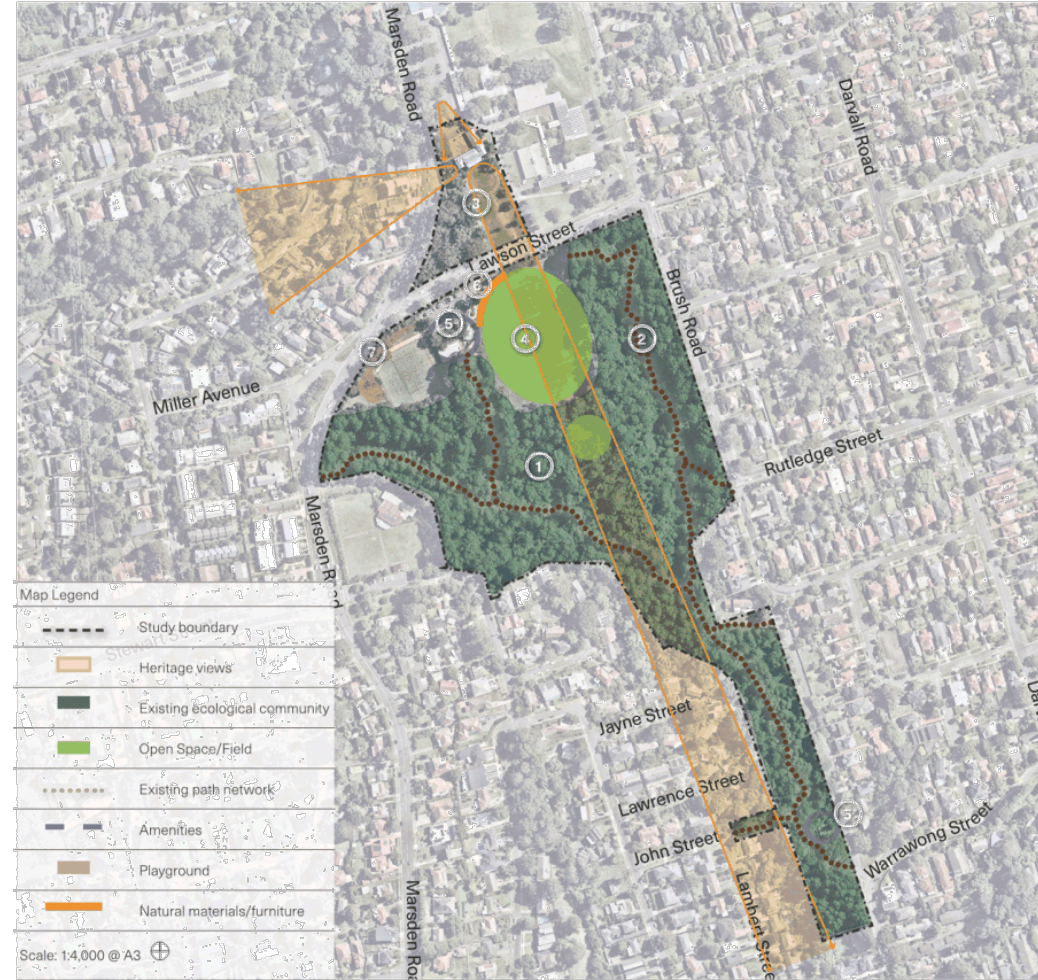 Marsden Road
Darvall Road
3
Lawson Street
6
5
4
2
Brush Road
7
Miller Avenue
1
Rutledge Street
Marsden Road
Map Legend
Study boundary
Heritage views
Existing ecological community
Open Space/Field
Existing path network
Amenities
Playground
Natural materials/furniture
Scale: 1:4,000 @ A3
Jayne Street
Lawrence Street
John Street
5
Warrawong Street
Marsden Ro